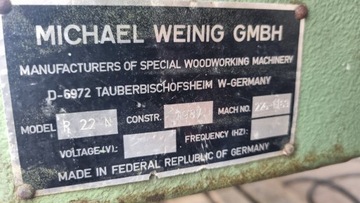 MICHAEL WEINIG GMBH
MANUFACTURERS OF SPECIAL WOODWORKING MACHINERY
D-6972 TAUBERBISCHOFSHEIM W-GERMANY
MODEL R 22 N CONSTR. MACH NO.
VOLTAGE(V): FREQUENCY (HZ):
MADE IN FEDERAL REPUBLIC OF GERMANY